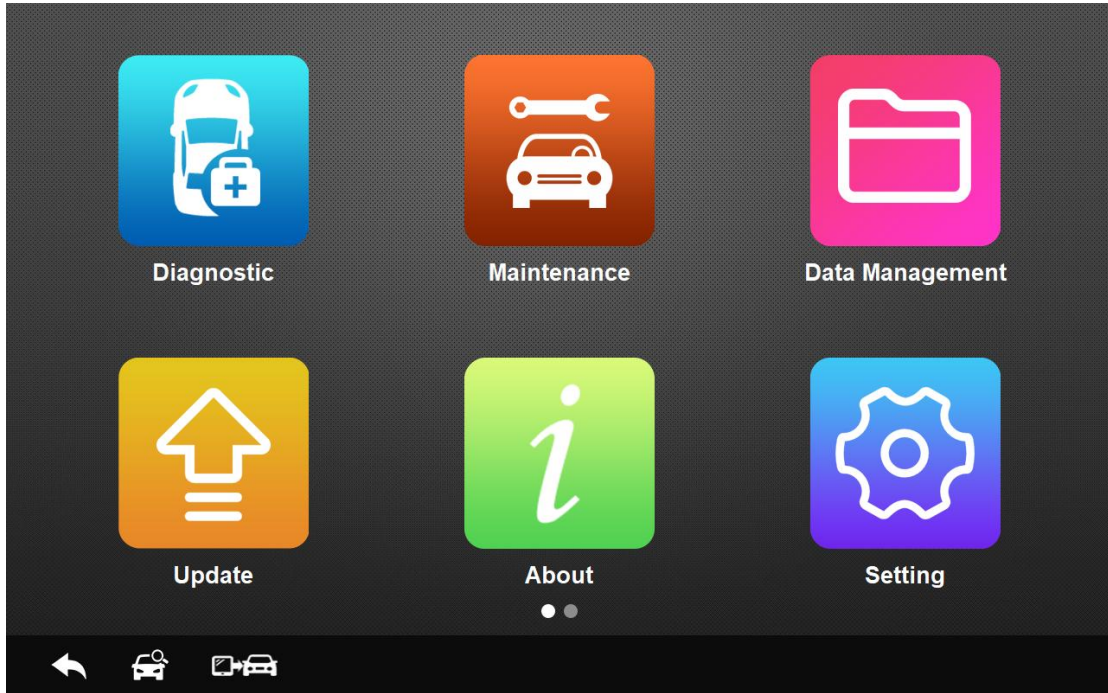 Diagnostic
Maintenance
Data Management
Update
About
Setting